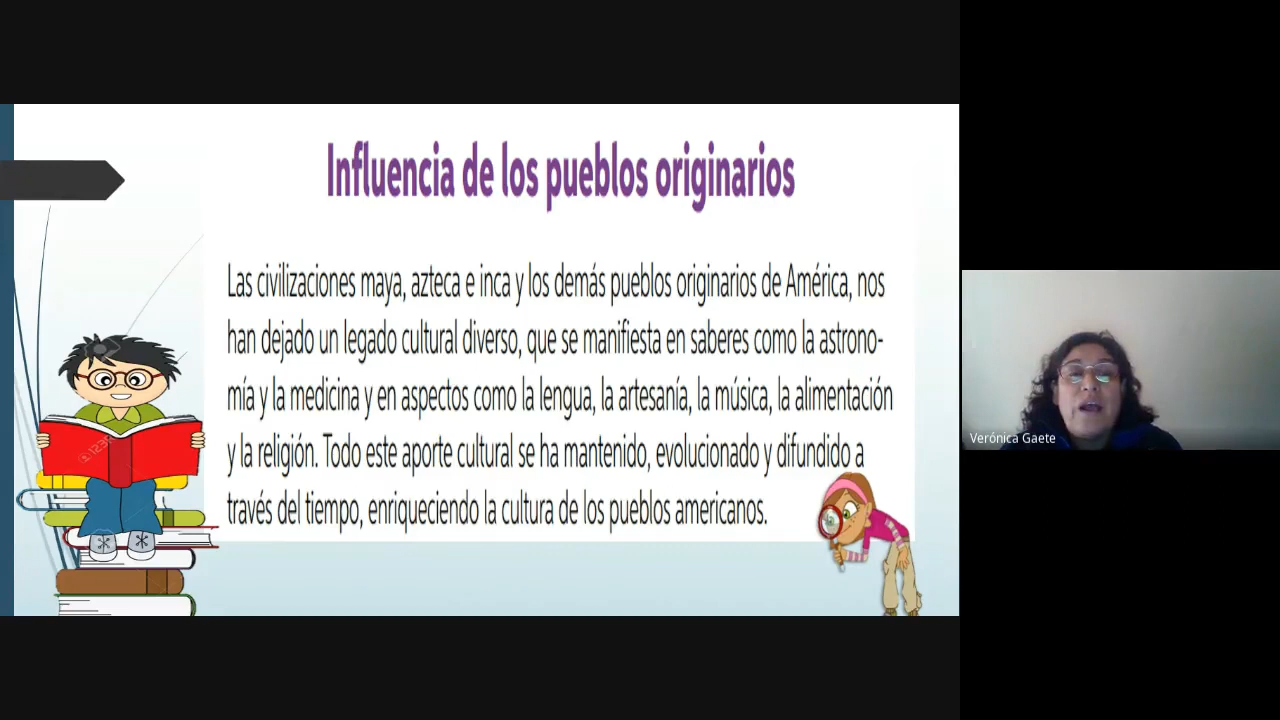 Influencia de los pueblos originarios
Las civilizaciones maya, azteca e inca y los demás pueblos originarios de América, nos
han dejado un legado cultural diverso, que se manifiesta en saberes como la astrono-
mía y la medicina y en aspectos como la lengua, la artesanía, la música, la alimentación
y la religión. Todo este aporte cultural se ha mantenido, evolucionado y difundido a
través del tiempo, enriqueciendo la cultura de los pueblos americanos.
Verónica Gaete